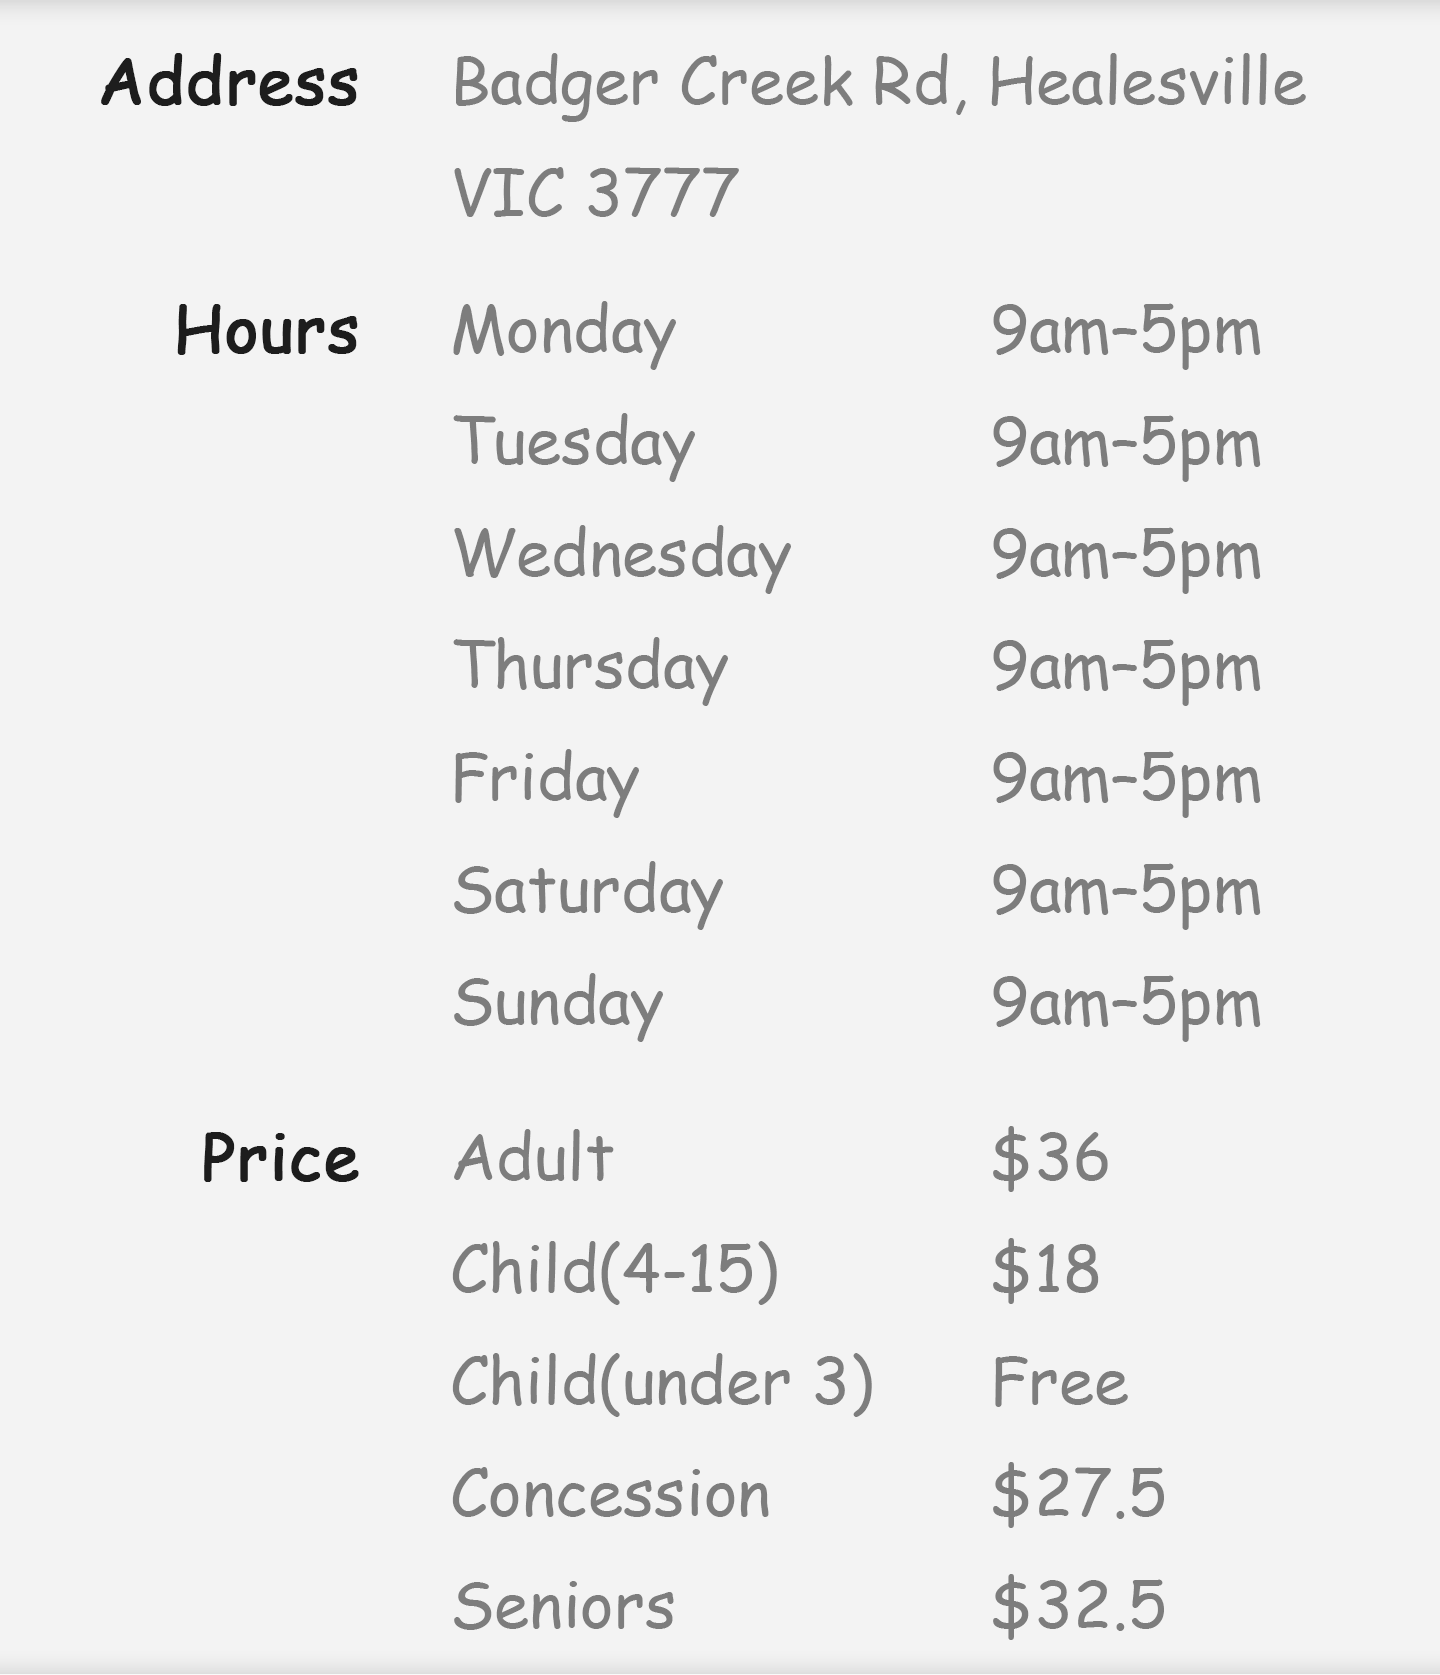 Address Badger Creek Rd, Healesville
VIC 3777
Hours Monday 9am–5pm
Tuesday 9am–5pm
Wednesday 9am–5pm
Thursday 9am–5pm
Friday 9am–5pm
Saturday 9am–5pm
Sunday 9am–5pm
Price Adult $36
Child(4-15) $18
Child(under 3) Free
Concession $27.5
Seniors $32.5